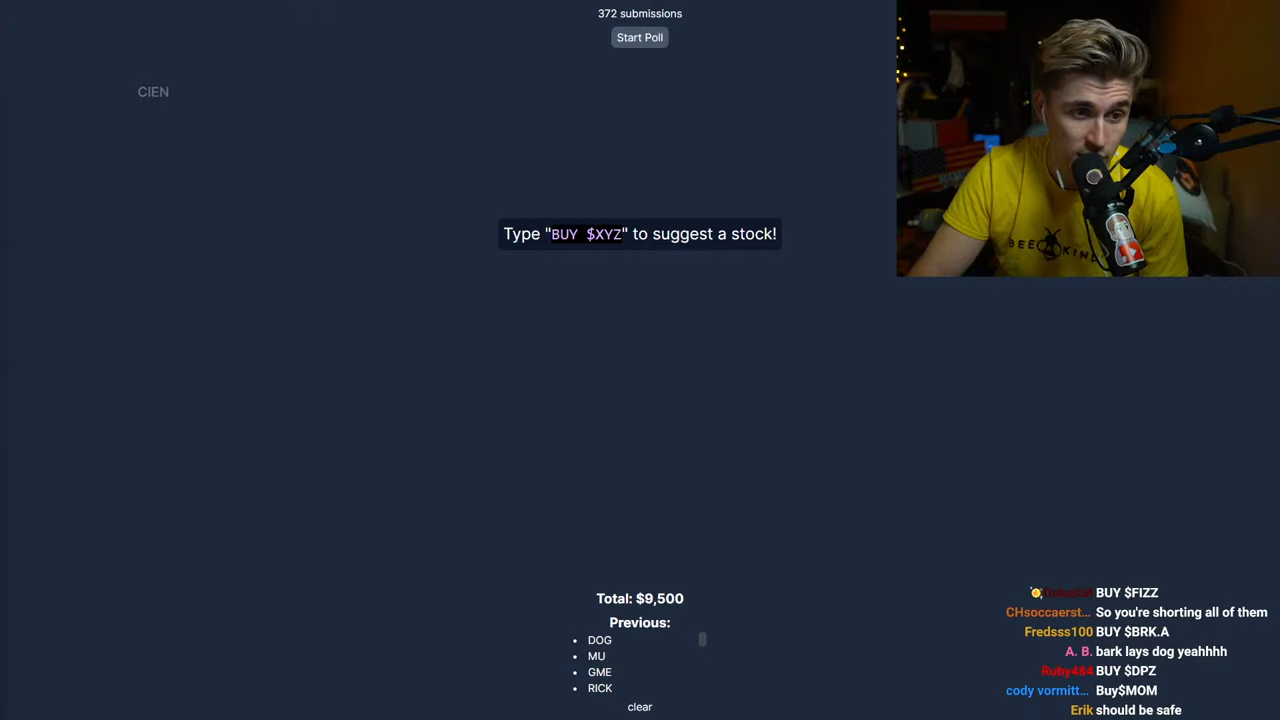 372 submissions
Start Poll
CIEN
Type "BUY $XYZ" to suggest a stock!
BEE KIND
Total: $9,500
Previous:
• DOG
• MU
• GME
• RICK
clear
BUY $FIZZ
CHsoccaerst... So you're shorting all of them
Fredsss100 BUY $BRK.A
A. B. bark lays dog yeahhhh
Ruby484 BUY $DPZ
cody vormitt... Buy$MOM
Erik should be safe